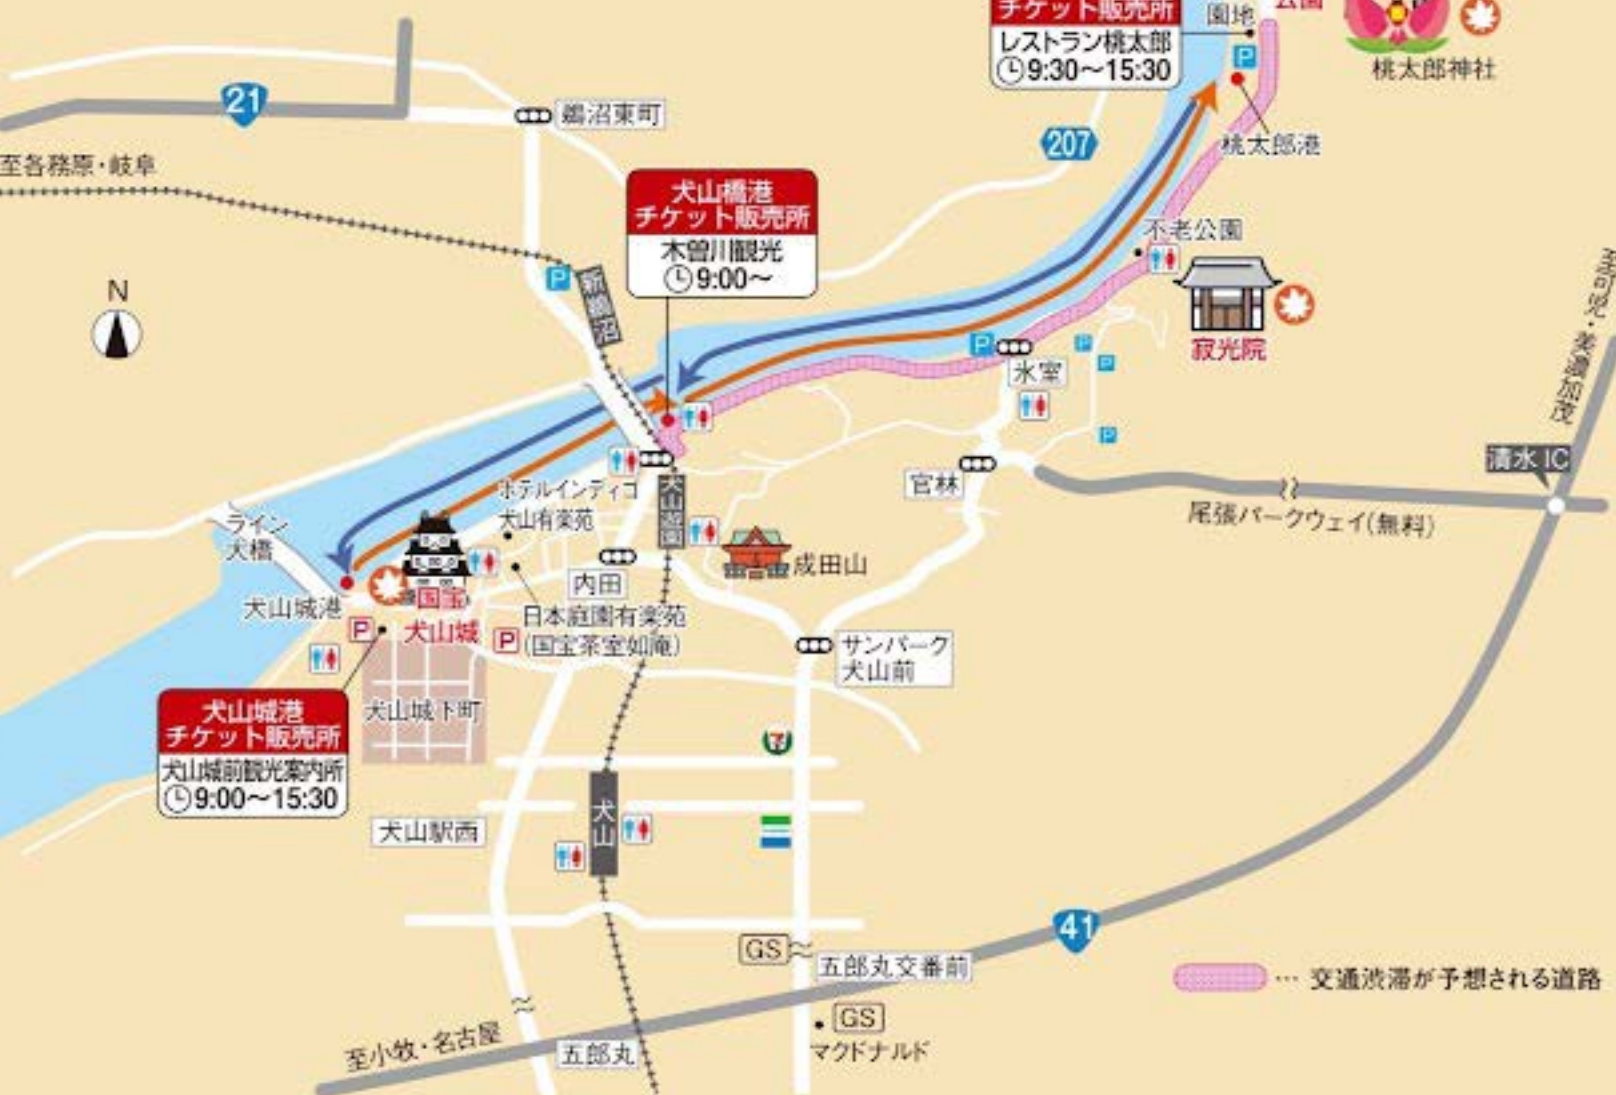 チケット販売所
レストラン桃太郎
9:30〜15:30
園地
公園
P
桃太郎神社
桃太郎港
21
鵜沼東町
207
至各務原・岐阜
犬山橋港
チケット販売所
木曽川観光
9:00〜
不老公園
N
P
新鵜沼
寂光院
至可児・美濃加茂
P
氷室
P
P
P
官林
清水IC
尾張パークウェイ(無料)
ホテルインディゴ
犬山有楽苑
犬山遊園
ライン
大橋
成田山
内田
犬山城港
国宝
犬山城
P
P
日本庭園有楽苑
(国宝茶室如庵)
サンパーク
犬山前
犬山城港
チケット販売所
犬山城前観光案内所
9:00〜15:30
犬山城下町
7
犬山駅西
犬山
41
GS
五郎丸交番前
… 交通渋滞が予想される道路
GS
マクドナルド
至小牧・名古屋
五郎丸